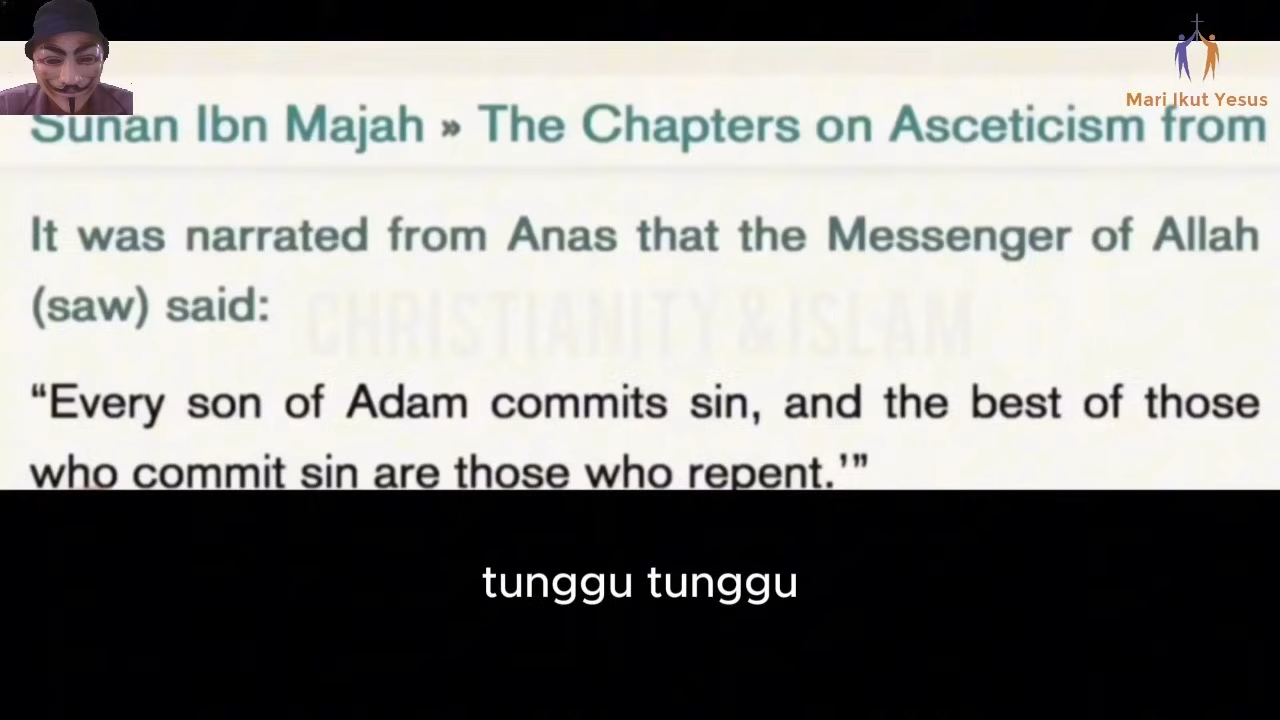 Mari Ikut Yesus
Sunan Ibn Majah » The Chapters on Asceticism from
It was narrated from Anas that the Messenger of Allah
(saw) said:
CHRISTIANITY & ISLAM
“Every son of Adam commits sin, and the best of those
who commit sin are those who repent.’”
tunggu tunggu